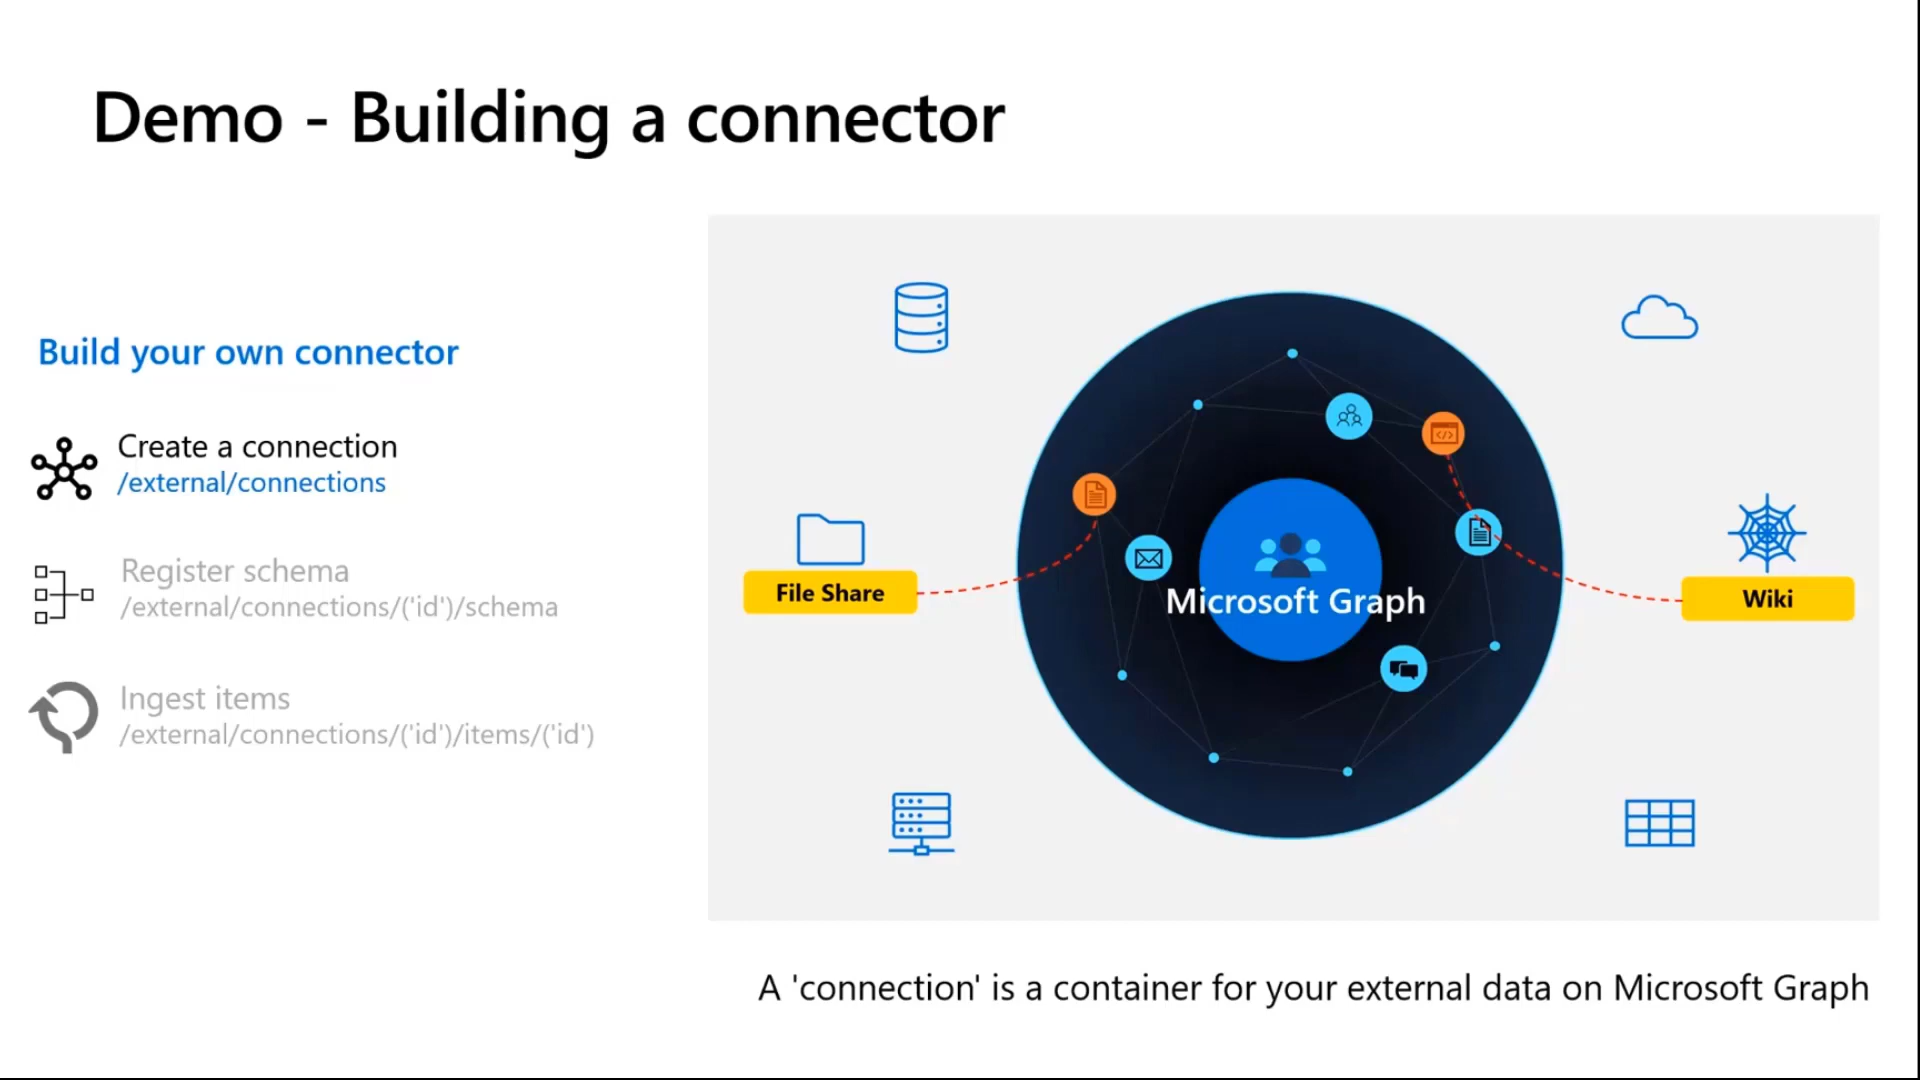 Demo - Building a connector
Build your own connector
Create a connection
/external/connections
Register schema
/external/connections/('id')/schema
Ingest items
/external/connections/('id')/items/('id')
File Share
Microsoft Graph
Wiki
A 'connection' is a container for your external data on Microsoft Graph